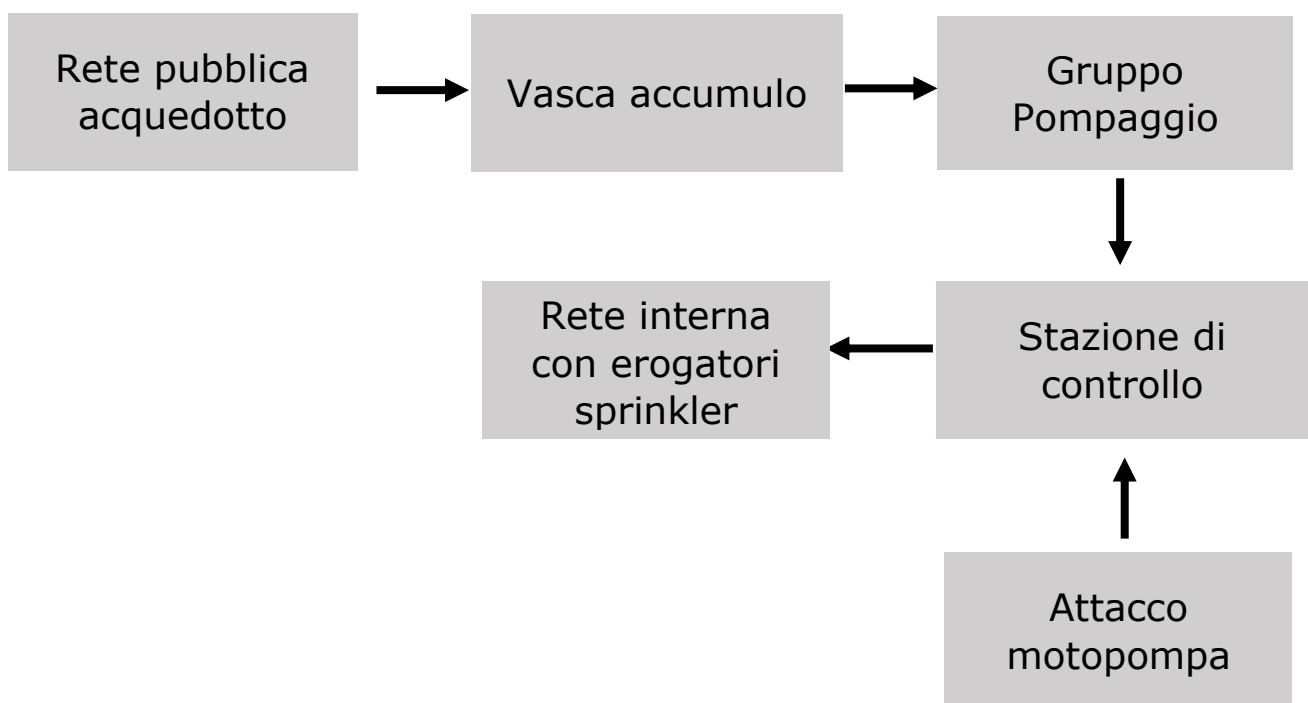 Rete pubblica
acquedotto
Vasca accumulo
Gruppo
Pompaggio
Rete interna
con erogatori
sprinkler
Stazione di
controllo
Attacco
motopompa